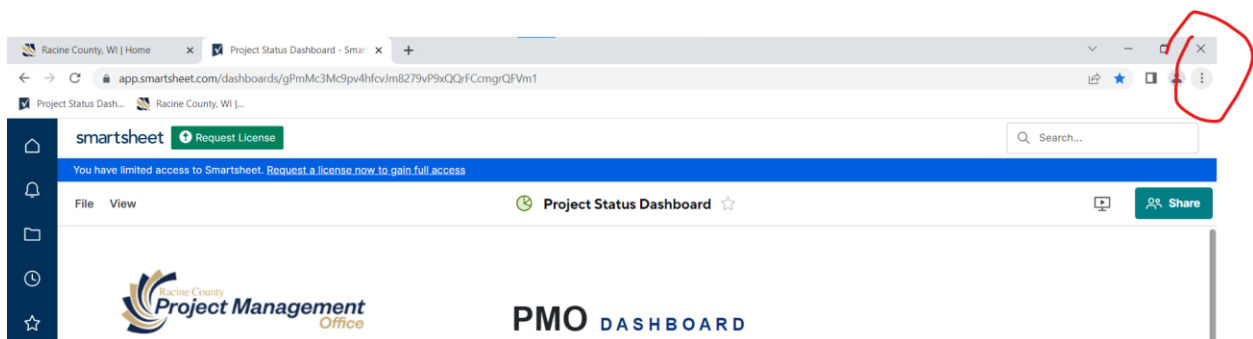 Racine County, WI | Home
Project Status Dashboard - Smar
app.smartsheet.com/dashboards/gPmMc3Mc9pv4hfcvJm8279vP9xQQrFCcmgrQFVm1
Project Status Dash... Racine County, WI |...
smartsheet Request License Search...
You have limited access to Smartsheet. Request a license now to gain full access
File View Project Status Dashboard Share
Racine County
Project Management
Office
PMO DASHBOARD